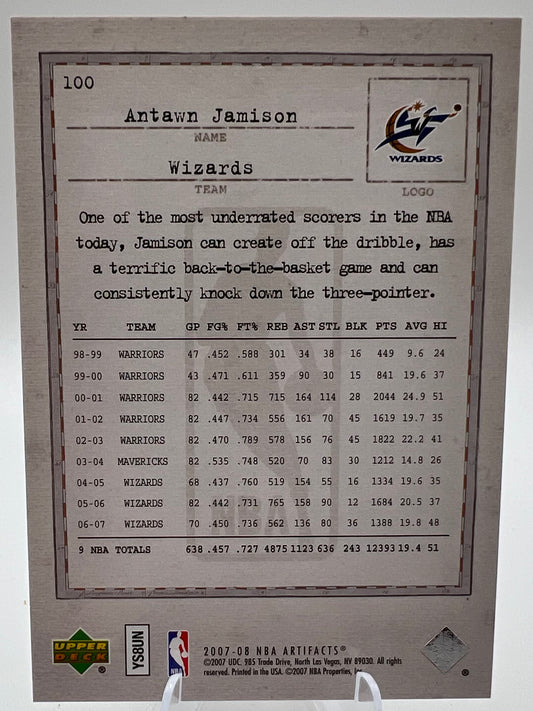 100
Antawn Jamison
NAME
WIZARDS
Wizards
TEAM
LOGO
One of the most underrated scorers in the NBA
today, Jamison can create off the dribble, has
a terrific back-to-the-basket game and can
consistently knock down the three-pointer.
YR TEAM GP FG% FT% REB AST STL BLK PTS AVG HI
98-99 WARRIORS 47 .452 .588 301 34 38 16 449 9.6 24
99-00 WARRIORS 43 .471 .611 359 90 30 15 841 19.6 37
00-01 WARRIORS 82 .442 .715 715 164 114 28 2044 24.9 51
01-02 WARRIORS 82 .447 .734 556 161 70 45 1619 19.7 35
02-03 WARRIORS 82 .470 .789 578 156 76 45 1822 22.2 41
03-04 MAVERICKS 82 .535 .748 520 70 83 30 1212 14.8 26
04-05 WIZARDS 68 .437 .760 519 154 55 16 1334 19.6 35
05-06 WIZARDS 82 .442 .731 765 158 90 12 1684 20.5 37
06-07 WIZARDS 70 .450 .736 562 136 80 36 1388 19.8 48
9 NBA TOTALS 638 .457 .727 4875 1123 636 243 12393 19.4 51
NBA
UPPER
DECK
YS8UN
NBA
2007-08 NBA ARTIFACTS®
©2007 UDC. 985 Trade Drive, North Las Vegas, NV 89030. All rights
reserved. Printed in the USA. ©2007 NBA Properties, Inc.